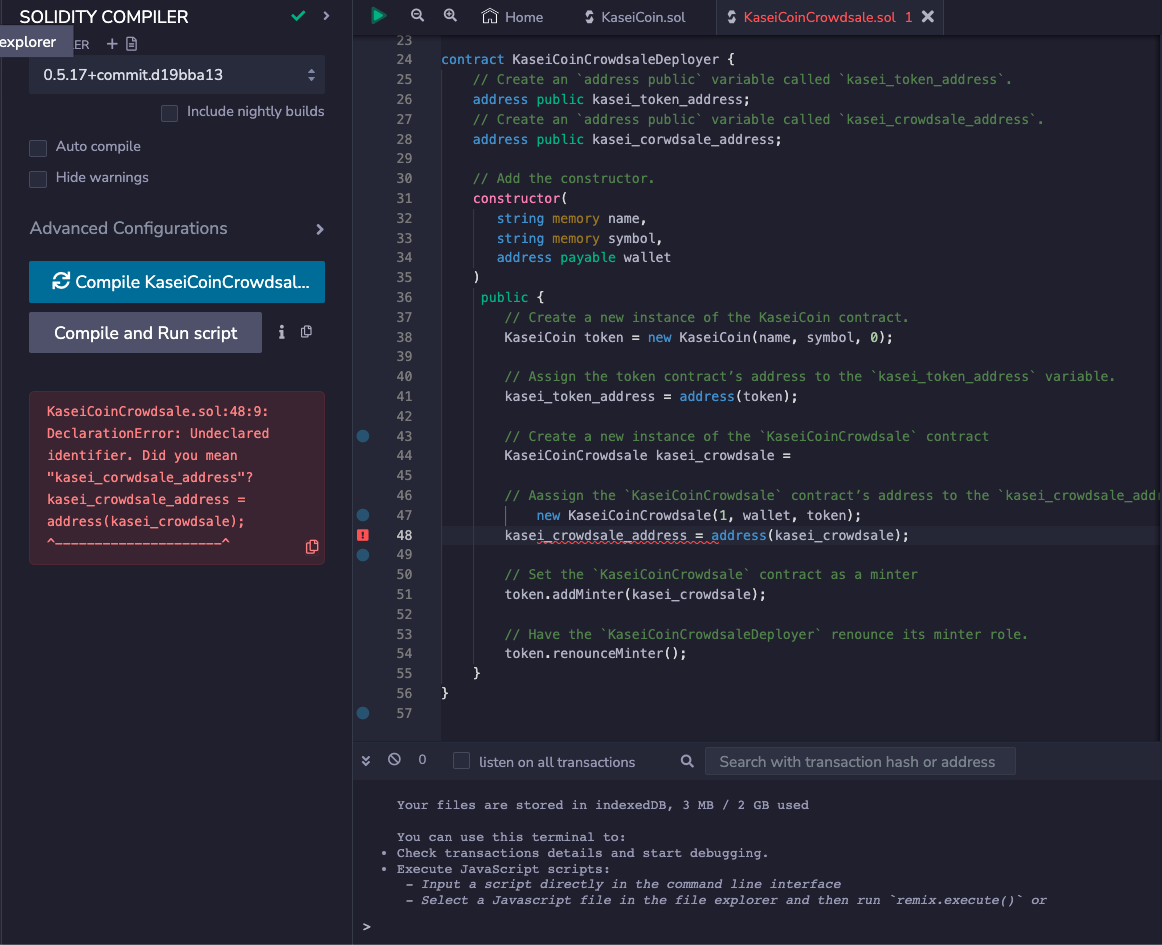 SOLIDITY COMPILER
explorer
ER
0.5.17+commit.d19bba13
Include nightly builds
Auto compile
Hide warnings
Advanced Configurations
Compile KaseiCoinCrowdsal...
Compile and Run script
KaseiCoinCrowdsale.sol:48:9:
DeclarationError: Undeclared
identifier. Did you mean
"kasei_corwdsale_address"?
kasei_crowdsale_address =
address(kasei_crowdsale);
^---------------------^
Home
KaseiCoin.sol
KaseiCoinCrowdsale.sol 1
23
24 contract KaseiCoinCrowdsaleDeployer {
25 // Create an `address public` variable called `kasei_token_address`.
26 address public kasei_token_address;
27 // Create an `address public` variable called `kasei_crowdsale_address`.
28 address public kasei_corwdsale_address;
29
30 // Add the constructor.
31 constructor(
32 string memory name,
33 string memory symbol,
34 address payable wallet
35 )
36 public {
37 // Create a new instance of the KaseiCoin contract.
38 KaseiCoin token = new KaseiCoin(name, symbol, 0);
39
40 // Assign the token contract’s address to the `kasei_token_address` variable.
41 kasei_token_address = address(token);
42
43 // Create a new instance of the `KaseiCoinCrowdsale` contract
44 KaseiCoinCrowdsale kasei_crowdsale =
45
46 // Aassign the `KaseiCoinCrowdsale` contract’s address to the `kasei_crowdsale_addr
47 new KaseiCoinCrowdsale(1, wallet, token);
48 kasei_crowdsale_address = address(kasei_crowdsale);
49
50 // Set the `KaseiCoinCrowdsale` contract as a minter
51 token.addMinter(kasei_crowdsale);
52
53 // Have the `KaseiCoinCrowdsaleDeployer` renounce its minter role.
54 token.renounceMinter();
55 }
56 }
57
0
listen on all transactions
Search with transaction hash or address
Your files are stored in indexedDB, 3 MB / 2 GB used
You can use this terminal to:
• Check transactions details and start debugging.
• Execute JavaScript scripts:
- Input a script directly in the command line interface
- Select a Javascript file in the file explorer and then run `remix.execute()` or
>